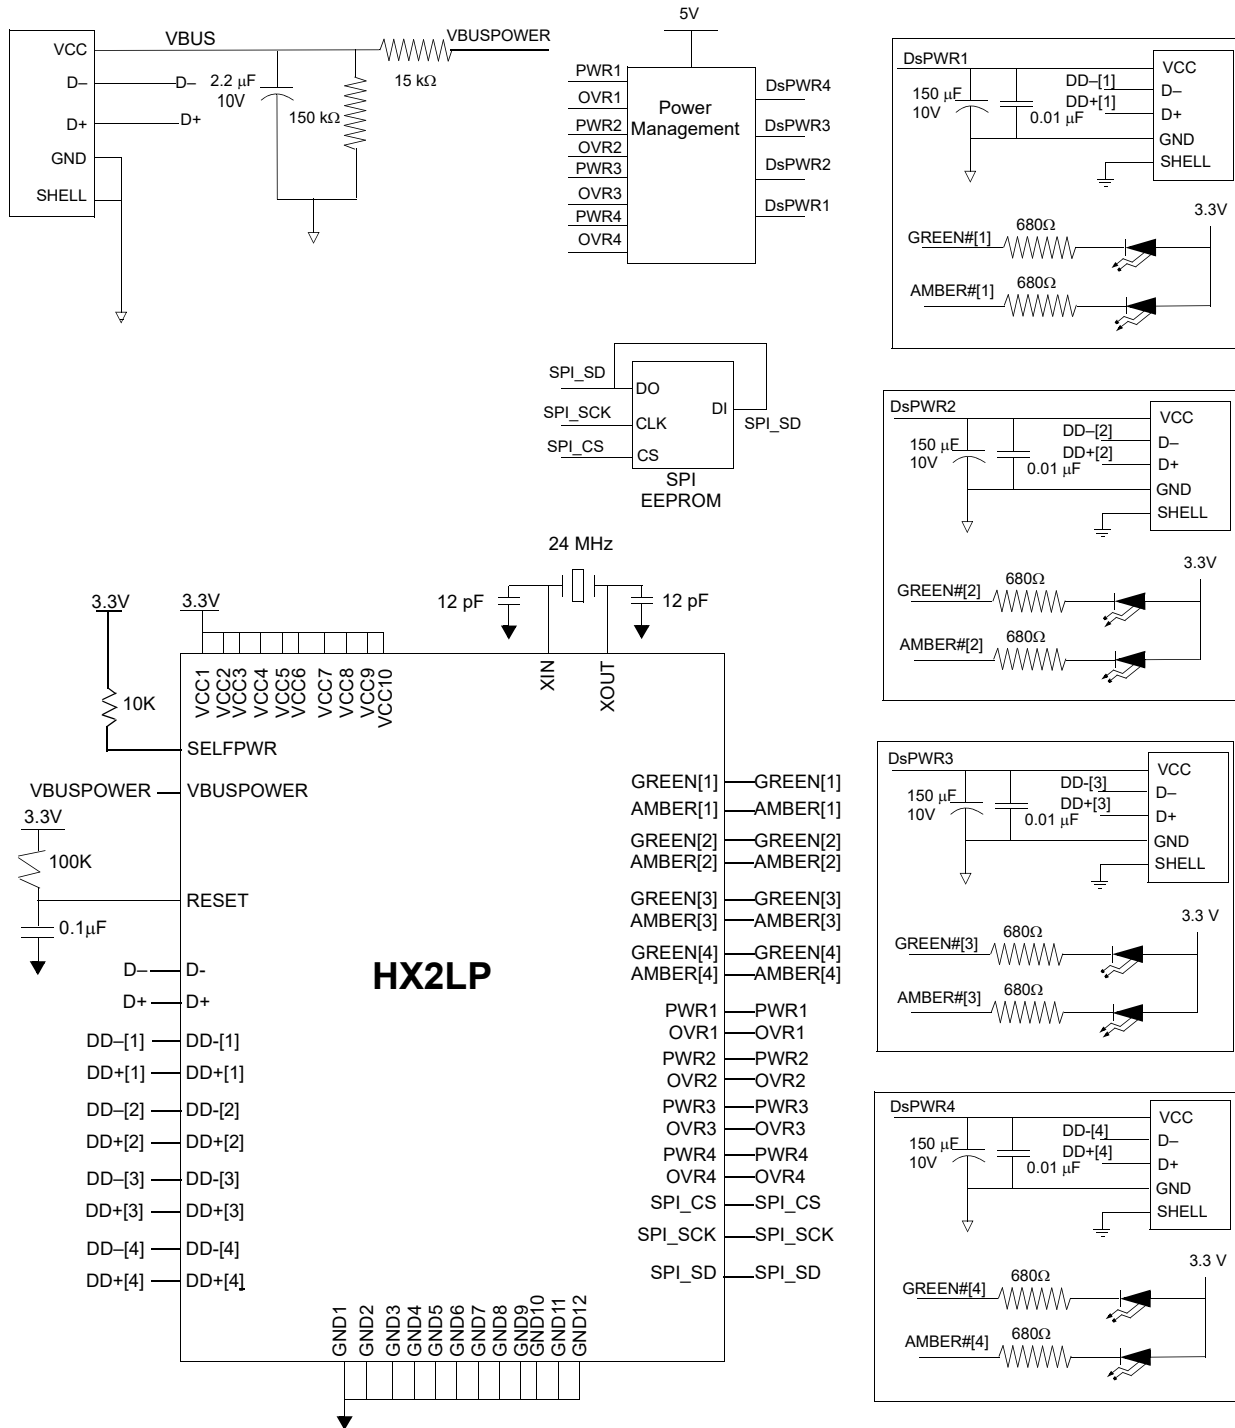 VCC
VBUS
VBUSPOWER
D–
D–
D+
D+
GND
SHELL
2.2 μF
10V
150 kΩ
15 kΩ
5V
PWR1
OVR1
PWR2
OVR2
PWR3
OVR3
PWR4
OVR4
Power
Management
DsPWR4
DsPWR3
DsPWR2
DsPWR1
SPI_SD
SPI_SCK
SPI_CS
DO
CLK
CS
DI
SPI_SD
SPI
EEPROM
24 MHz
12 pF
12 pF
3.3V
3.3V
10K
VCC1
VCC2
VCC3
VCC4
VCC5
VCC6
VCC7
VCC8
VCC9
VCC10
XIN
XOUT
SELFPWR
VBUSPOWER
VBUSPOWER
3.3V
100K
RESET
0.1μF
HX2LP
D–
D-
D+
D+
DD–[1]
DD-[1]
DD+[1]
DD+[1]
DD–[2]
DD-[2]
DD+[2]
DD+[2]
DD–[3]
DD-[3]
DD+[3]
DD+[3]
DD–[4]
DD-[4]
DD+[4]
DD+[4]
GREEN[1]
GREEN[1]
AMBER[1]
AMBER[1]
GREEN[2]
GREEN[2]
AMBER[2]
AMBER[2]
GREEN[3]
GREEN[3]
AMBER[3]
AMBER[3]
GREEN[4]
GREEN[4]
AMBER[4]
AMBER[4]
PWR1
PWR1
OVR1
OVR1
PWR2
PWR2
OVR2
OVR2
PWR3
PWR3
OVR3
OVR3
PWR4
PWR4
OVR4
OVR4
SPI_CS
SPI_CS
SPI_SCK
SPI_SCK
SPI_SD
SPI_SD
GND1
GND2
GND3
GND4
GND5
GND6
GND7
GND8
GND9
GND10
GND11
GND12
DsPWR1
150 μF
10V
0.01 μF
DD–[1]
DD+[1]
VCC
D–
D+
GND
SHELL
3.3V
GREEN#[1]
680Ω
AMBER#[1]
680Ω
DsPWR2
150 μF
10V
0.01 μF
DD–[2]
DD+[2]
VCC
D–
D+
GND
SHELL
3.3V
GREEN#[2]
680Ω
AMBER#[2]
680Ω
DsPWR3
150 μF
10V
0.01 μF
DD-[3]
DD+[3]
VCC
D–
D+
GND
SHELL
3.3 V
GREEN#[3]
680Ω
AMBER#[3]
680Ω
DsPWR4
150 μF
10V
0.01 μF
DD-[4]
DD+[4]
VCC
D–
D+
GND
SHELL
3.3 V
GREEN#[4]
680Ω
AMBER#[4]
680Ω